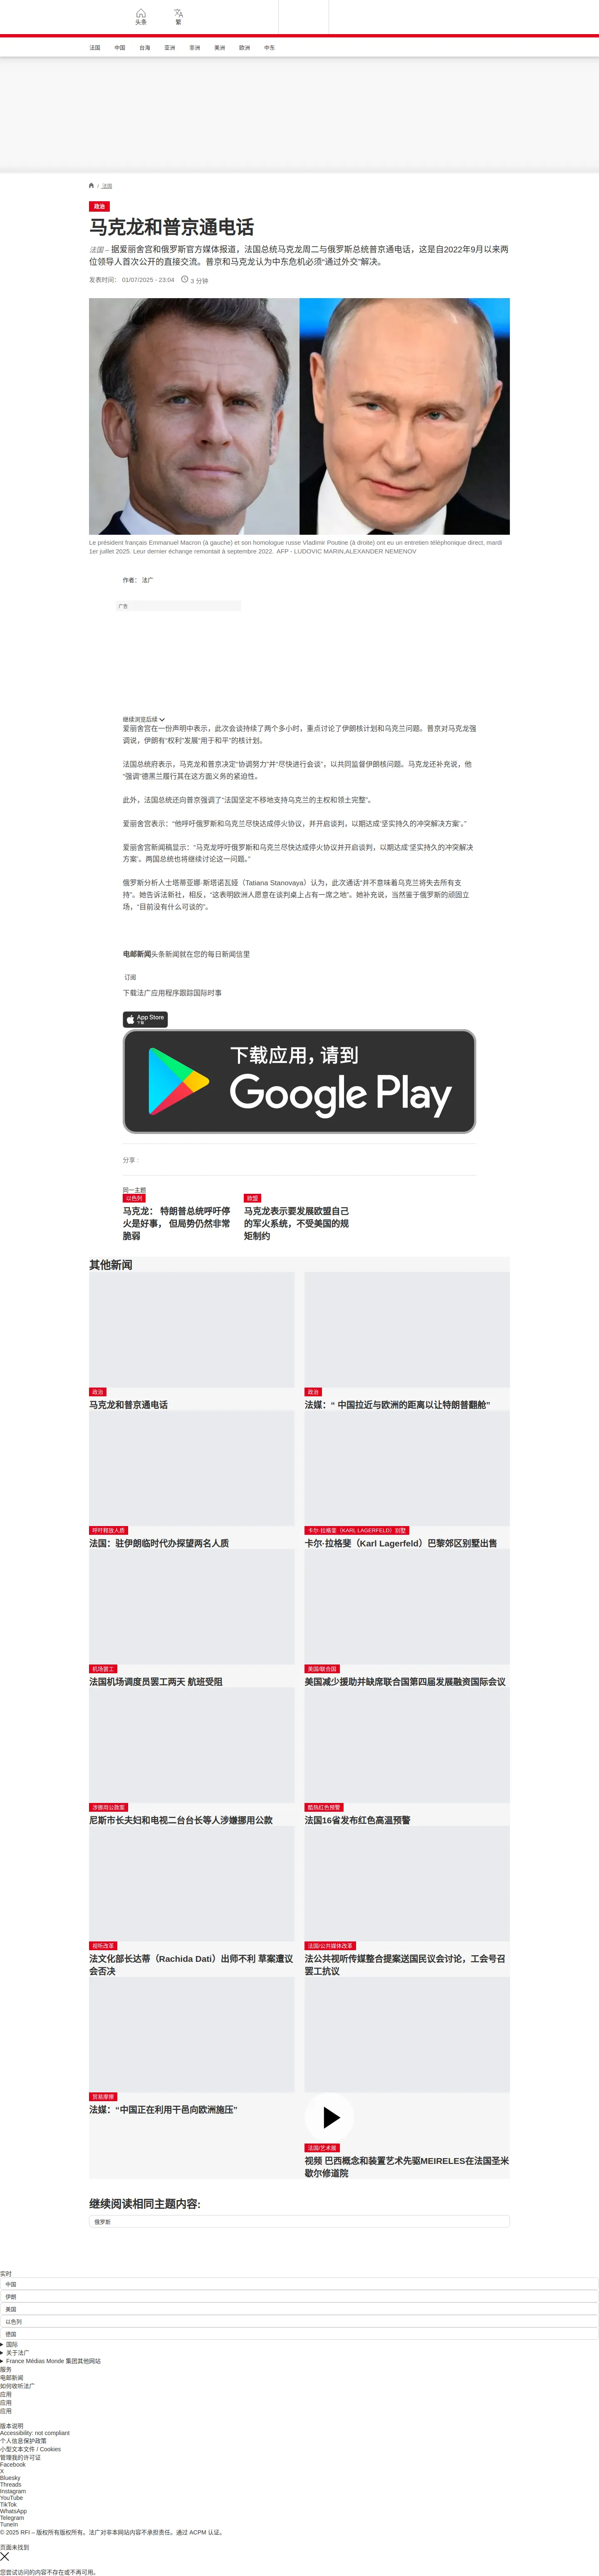 头条
繁
法国
中国
台海
亚洲
非洲
美洲
欧洲
中东
/ 法国
政治
马克龙和普京通电话
法国 – 据爱丽舍宫和俄罗斯官方媒体报道，法国总统马克龙周二与俄罗斯总统普京通电话，这是自2022年9月以来两
位领导人首次公开的直接交流。普京和马克龙认为中东危机必须“通过外交”解决。
发表时间： 01/07/2025 - 23:04
3 分钟
Le président français Emmanuel Macron (à gauche) et son homologue russe Vladimir Poutine (à droite) ont eu un entretien téléphonique direct, mardi
1er juillet 2025. Leur dernier échange remontait à septembre 2022. AFP - LUDOVIC MARIN,ALEXANDER NEMENOV
作者： 法广
广告
继续浏览后续
爱丽舍宫在一份声明中表示，此次会谈持续了两个多小时，重点讨论了伊朗核计划和乌克兰问题。普京对马克龙强
调说，伊朗有“权利”发展“用于和平”的核计划。
法国总统府表示，马克龙和普京决定“协调努力”并“尽快进行会谈”，以共同监督伊朗核问题。马克龙还补充说，他
“强调”德黑兰履行其在这方面义务的紧迫性。
此外，法国总统还向普京强调了“法国坚定不移地支持乌克兰的主权和领土完整”。
爱丽舍宫表示：“他呼吁俄罗斯和乌克兰尽快达成停火协议，并开启谈判，以期达成‘坚实持久的冲突解决方案’。”
爱丽舍宫新闻稿显示：“马克龙呼吁俄罗斯和乌克兰尽快达成停火协议并开启谈判，以期达成‘坚实持久的冲突解决
方案’。两国总统也将继续讨论这一问题。”
俄罗斯分析人士塔蒂亚娜·斯塔诺瓦娅（Tatiana Stanovaya）认为，此次通话“并不意味着乌克兰将失去所有支
持”。她告诉法新社，相反，“这表明欧洲人愿意在谈判桌上占有一席之地”。她补充说，当然鉴于俄罗斯的顽固立
场，“目前没有什么可谈的”。
电邮新闻头条新闻就在您的每日新闻信里
订阅
下载法广应用程序跟踪国际时事
App Store
下载
下载应用，请到
Google Play
分享 :
同一主题
以色列
马克龙： 特朗普总统呼吁停
火是好事， 但局势仍然非常
脆弱
欧盟
马克龙表示要发展欧盟自己
的军火系统，不受美国的规
矩制约
其他新闻
政治
马克龙和普京通电话
政治
法媒：“ 中国拉近与欧洲的距离以让特朗普翻舱”
呼吁释放人质
法国：驻伊朗临时代办探望两名人质
卡尔·拉格斐（KARL LAGERFELD）别墅
卡尔·拉格斐（Karl Lagerfeld）巴黎郊区别墅出售
机场罢工
法国机场调度员罢工两天 航班受阻
美国/联合国
美国减少援助并缺席联合国第四届发展融资国际会议
涉挪用公款案
尼斯市长夫妇和电视二台台长等人涉嫌挪用公款
酷热红色预警
法国16省发布红色高温预警
视听改革
法文化部长达蒂（Rachida Dati）出师不利 草案遭议
会否决
法国/公共媒体改革
法公共视听传媒整合提案送国民议会讨论，工会号召
罢工抗议
贸易摩擦
法媒：“中国正在利用干邑向欧洲施压”
法国/艺术展
视频 巴西概念和装置艺术先驱MEIRELES在法国圣米
歇尔修道院
继续阅读相同主题内容:
俄罗斯
实时
中国
伊朗
美国
以色列
德国
国际
关于法广
France Médias Monde 集团其他网站
服务
电邮新闻
如何收听法广
应用
应用
应用
版本说明
Accessibility: not compliant
个人信息保护政策
小型文本文件 / Cookies
管理我的许可证
Facebook
X
Bluesky
Threads
Instagram
YouTube
TikTok
WhatsApp
Telegram
TuneIn
© 2025 RFI – 版权所有版权所有。法广对非本网站内容不承担责任。通过 ACPM 认证。
页面未找到
您尝试访问的内容不存在或不再可用。